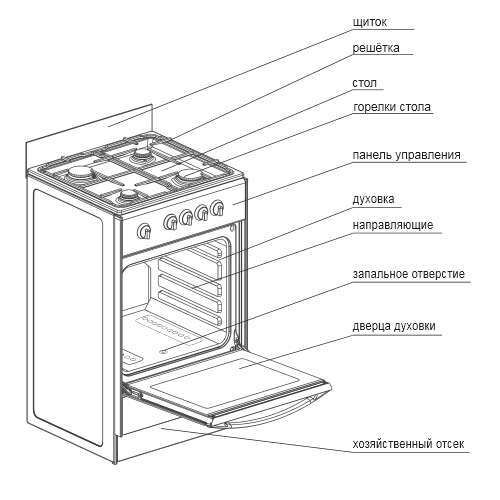 щиток
решётка
стол
горелки стола
панель управления
духовка
направляющие
запальное отверстие
дверца духовки
хозяйственный отсек